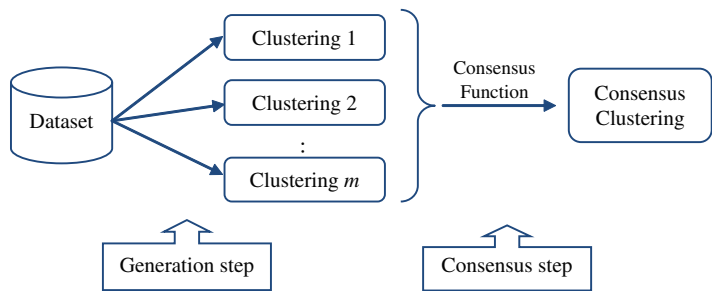 Clustering 1
Consensus
Function
Dataset
Clustering 2
Consensus
Clustering
:
Clustering m
Generation step
Consensus step